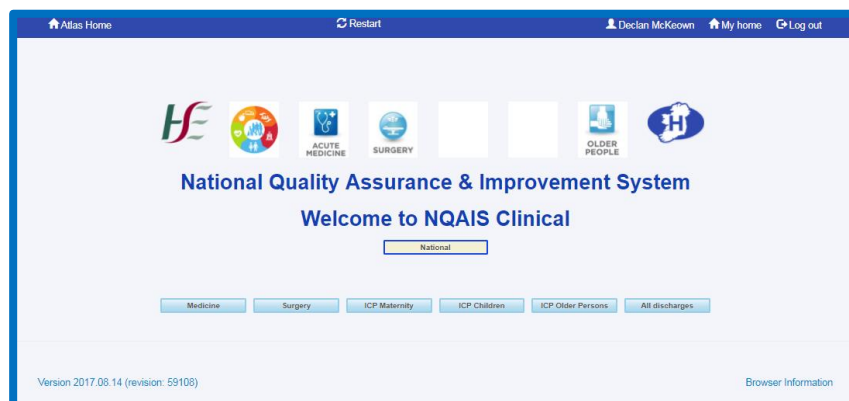 Atlas Home Restart Declan McKeown My home Log out
HE
ACUTE
MEDICINE
SURGERY
OLDER
PEOPLE
H
National Quality Assurance & Improvement System
Welcome to NQAIS Clinical
National
Medicine Surgery ICP Maternity ICP Children ICP Older Persons All discharges
Version 2017.08.14 (revision: 59108) Browser Information